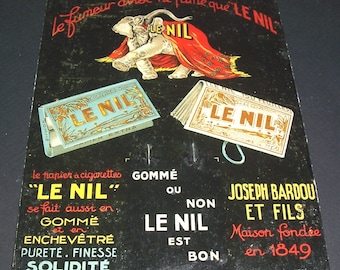 Le fumeur avisé ne fume que "LE NIL"
LE NIL
LE NIL
LE NIL
le papier à cigarettes
"LE NIL"
se fait aussi en
GOMMÉ
et en
ENCHEVÊTRÉ
PURETÉ. FINESSE
SOLIDITÉ
GOMMÉ
OU
NON
LE NIL
EST
BON
JOSEPH BARDOU
ET FILS
Maison fondée
en 1849